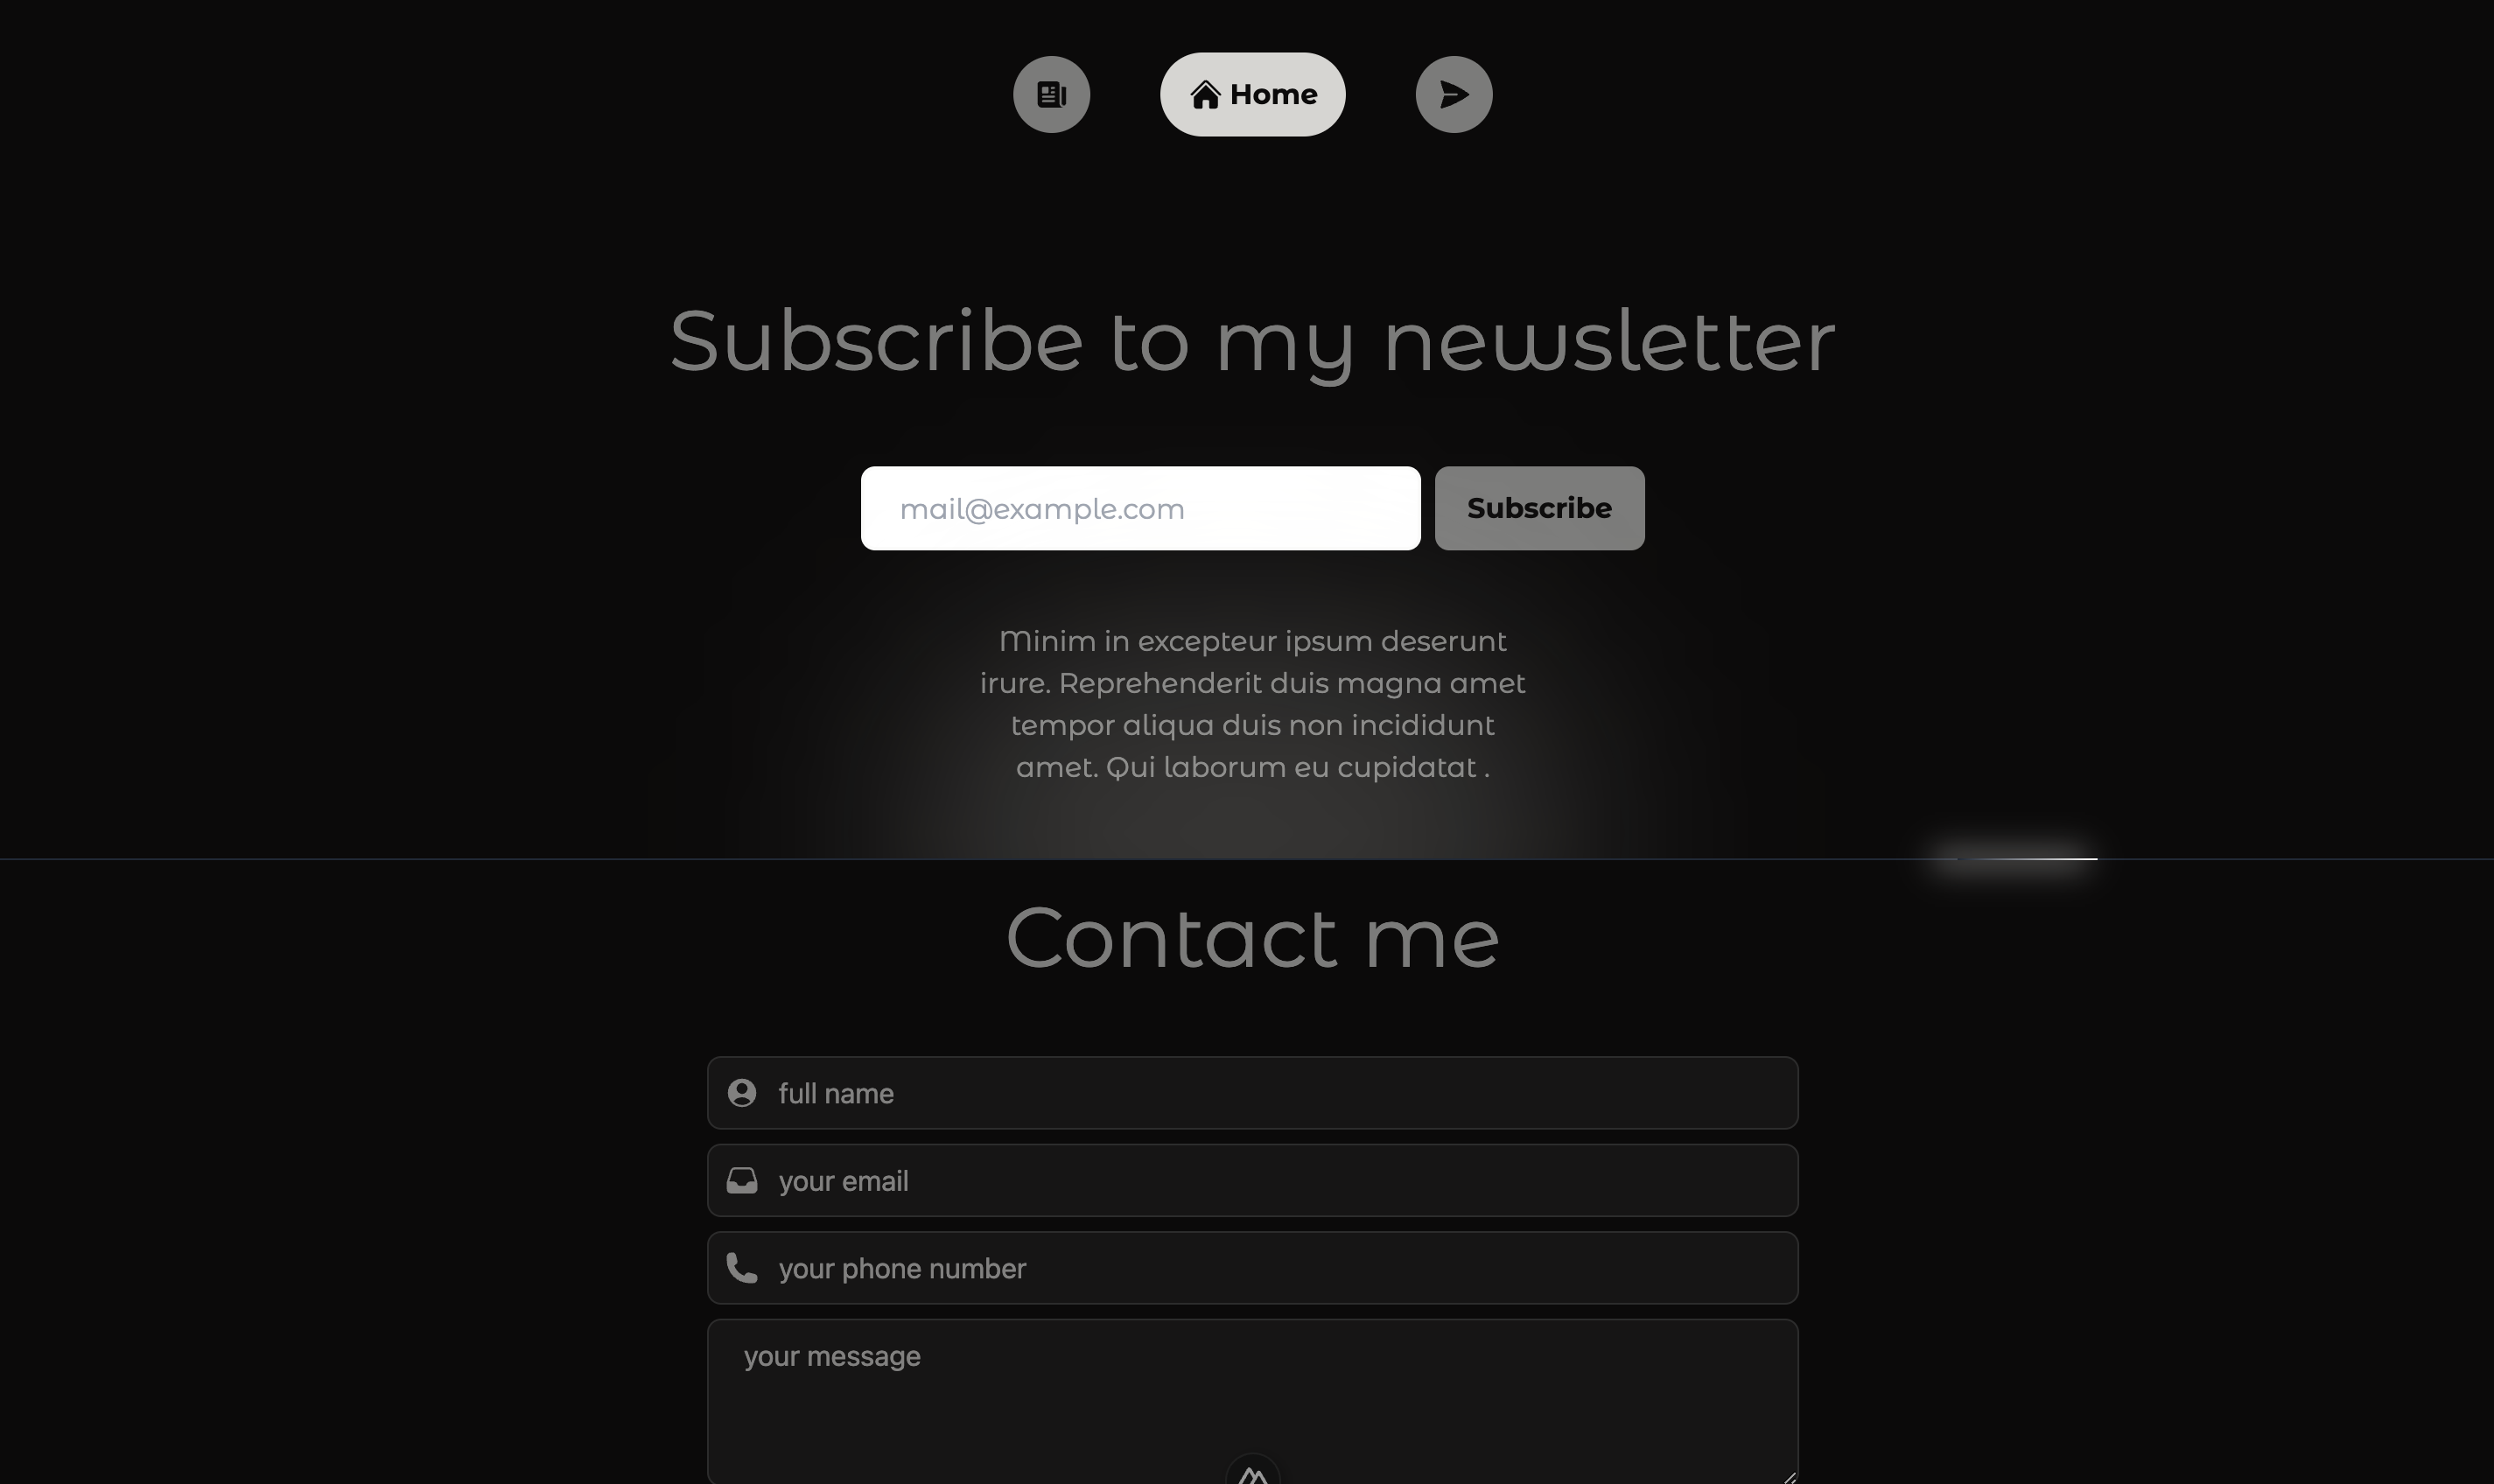 Home
Subscribe to my newsletter
mail@example.com
Subscribe
Minim in excepteur ipsum deserunt
irure. Reprehenderit duis magna amet
tempor aliqua duis non incididunt
amet. Qui laborum eu cupidatat .
Contact me
full name
your email
your phone number
your message